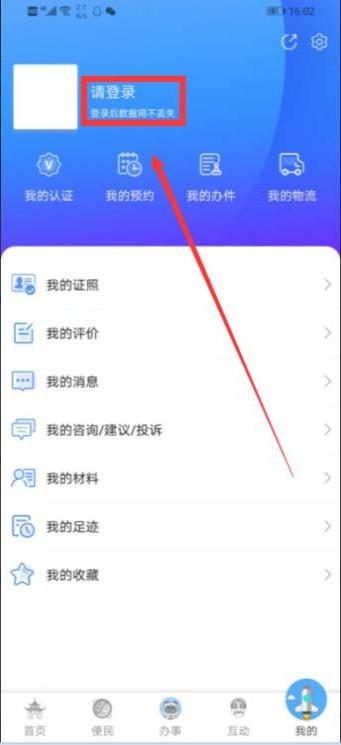 HD 2.1 K/s 16:02
请登录
登录后数据用不丢失
我的认证 我的预约 我的办件 我的物流
我的证照
我的评价
我的消息
我的咨询/建议/投诉
我的材料
我的足迹
我的收藏
首页 便民 办事 互动 我的